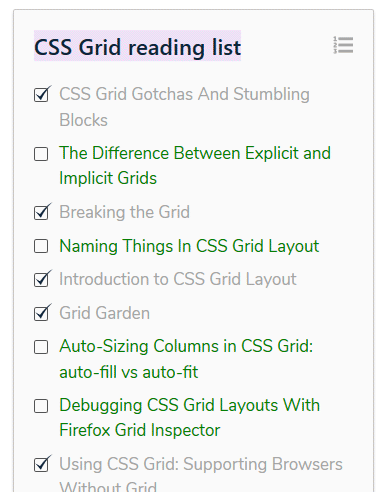 CSS Grid reading list
CSS Grid Gotchas And Stumbling
Blocks
The Difference Between Explicit and
Implicit Grids
Breaking the Grid
Naming Things In CSS Grid Layout
Introduction to CSS Grid Layout
Grid Garden
Auto-Sizing Columns in CSS Grid:
auto-fill vs auto-fit
Debugging CSS Grid Layouts With
Firefox Grid Inspector
Using CSS Grid: Supporting Browsers
Without Grid